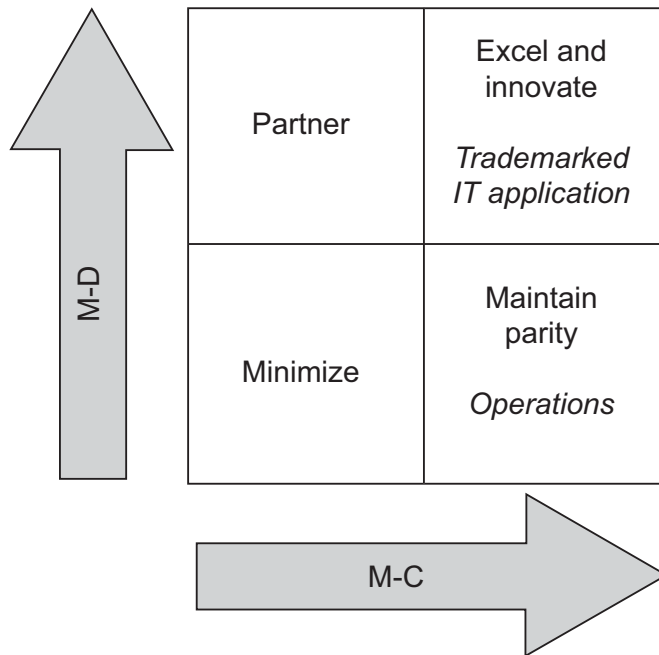 Partner
Excel and
innovate
Trademarked
IT application
M-D
Minimize
Maintain
parity
Operations
M-C